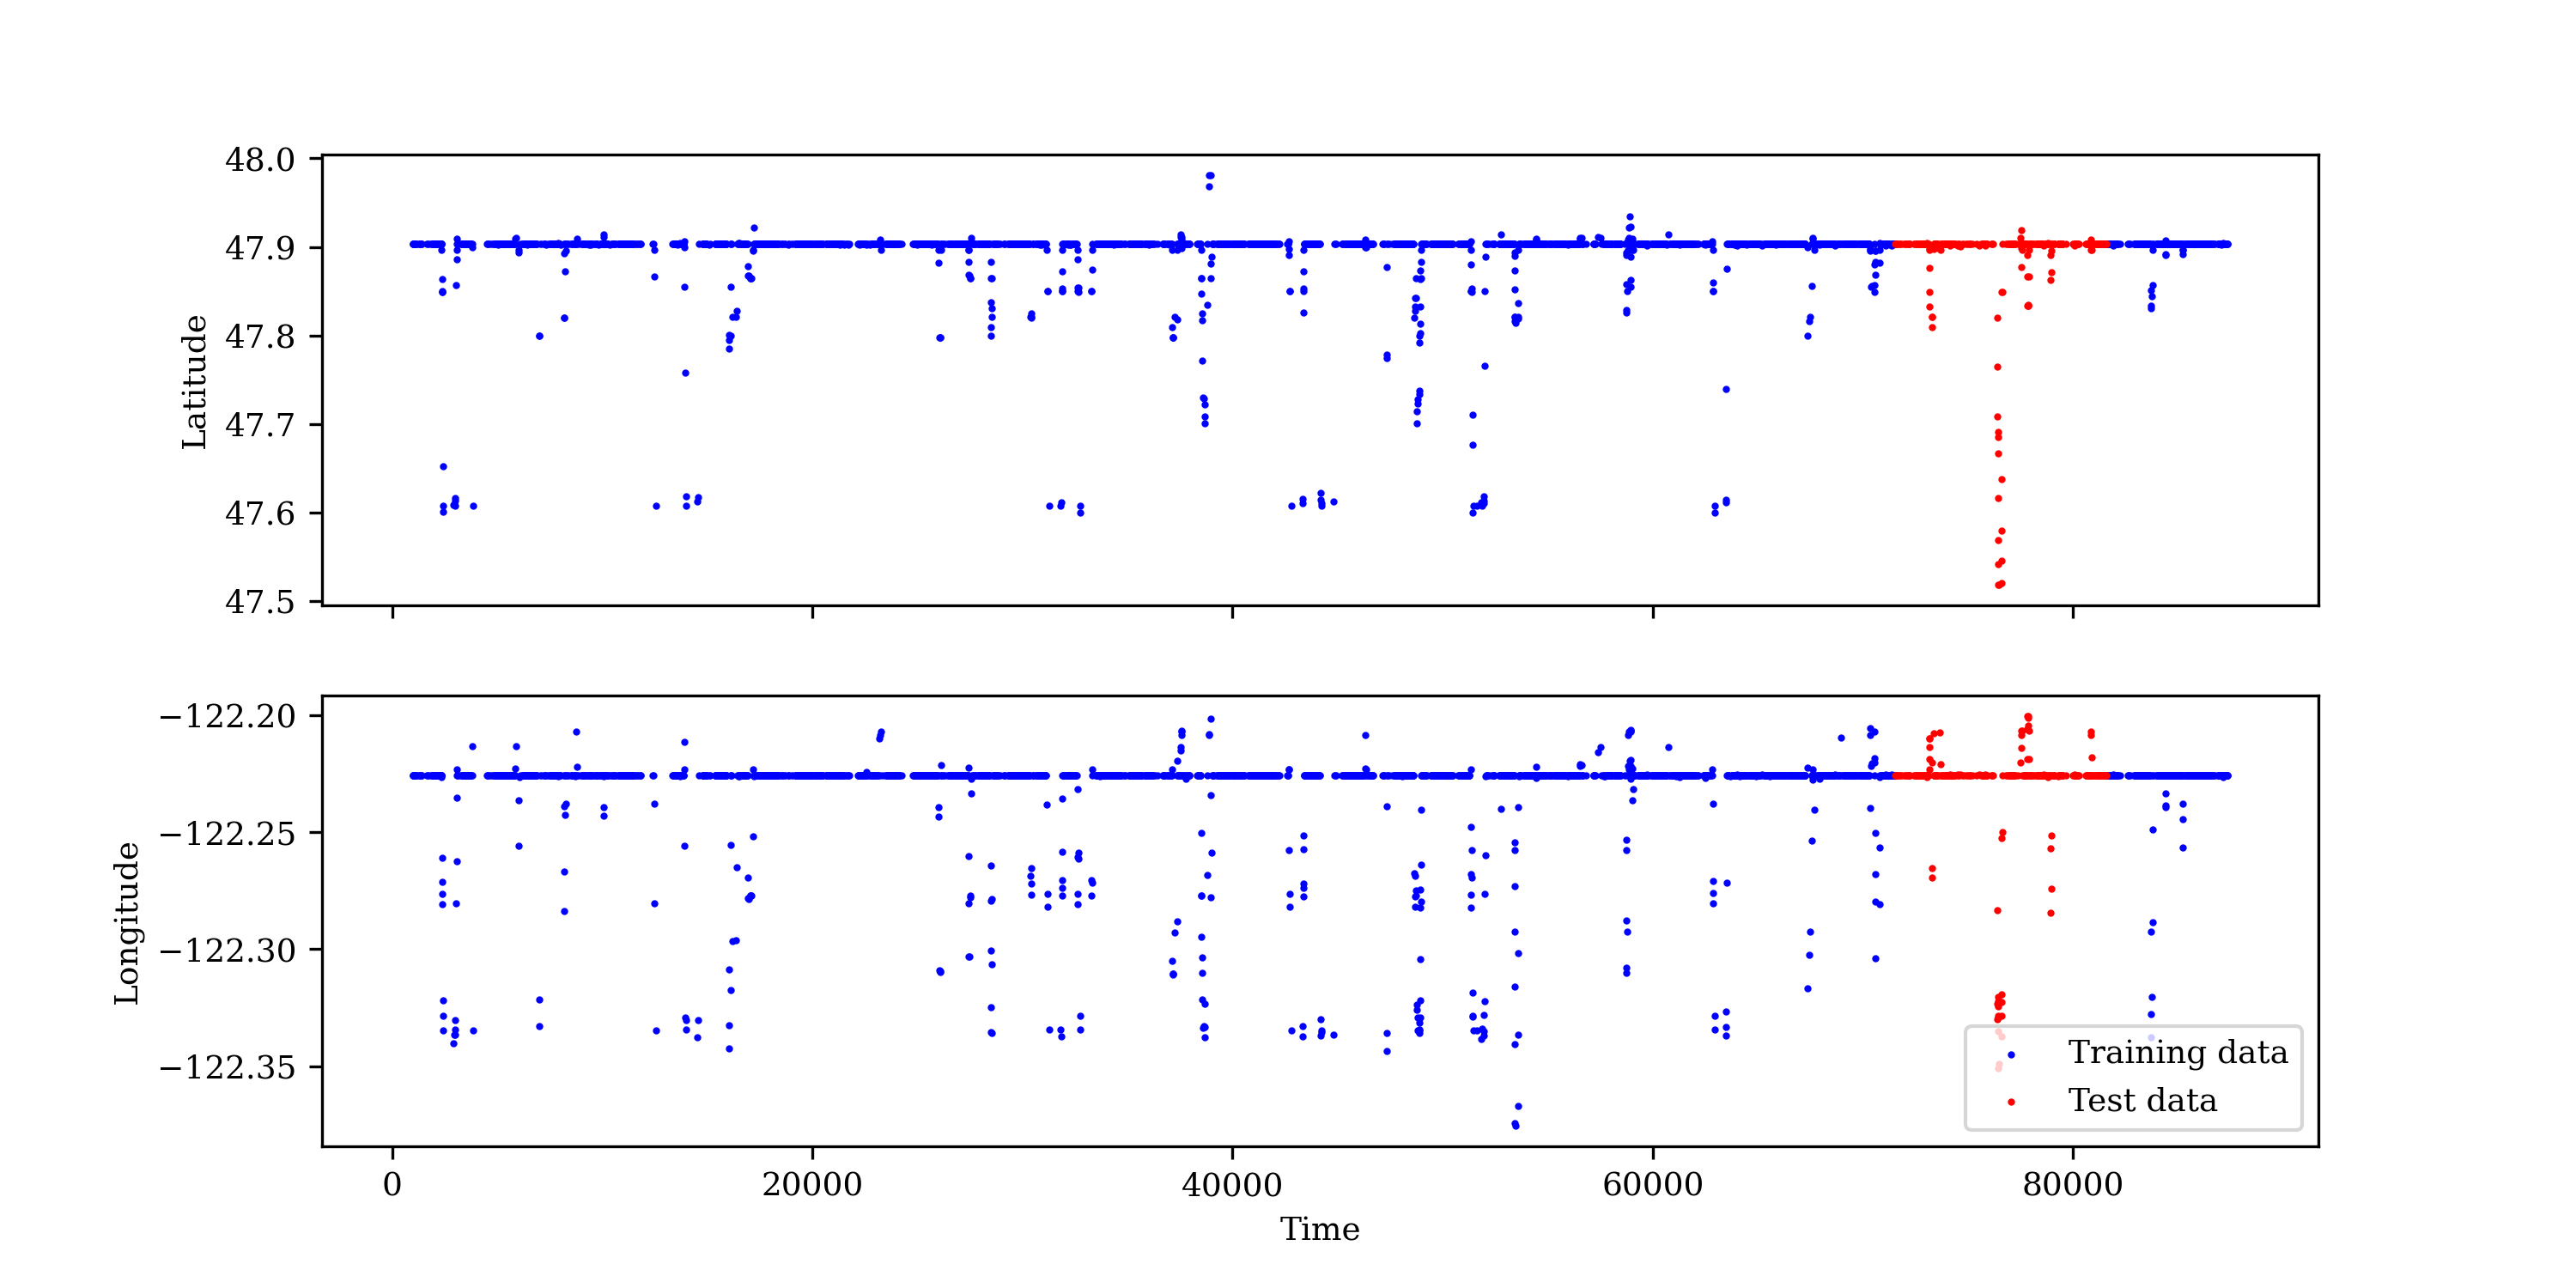 48.0
47.9
47.8
47.7
47.6
47.5
Latitude
−122.20
−122.25
−122.30
−122.35
Longitude
Training data
Test data
0 20000 40000 60000 80000
Time